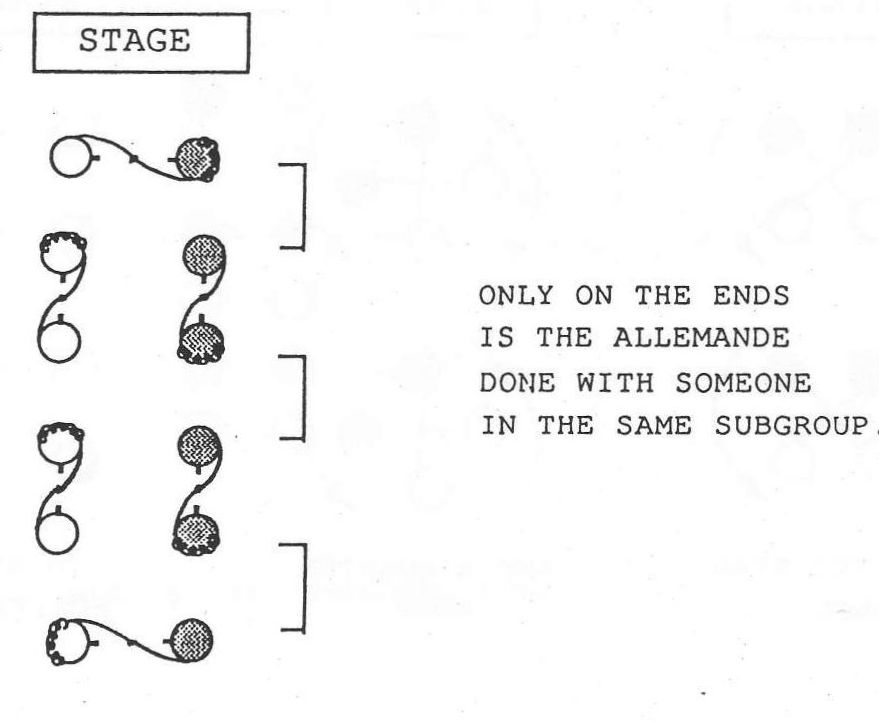 STAGE
ONLY ON THE ENDS
IS THE ALLEMANDE
DONE WITH SOMEONE
IN THE SAME SUBGROUP.